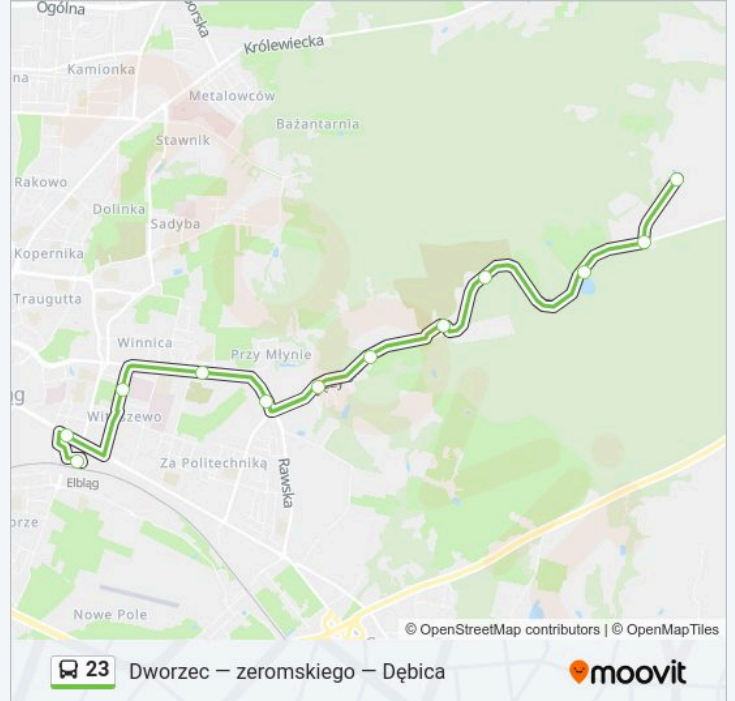 Ogólna
Królewiecka
Kamionka
na
Metalowców
Bażantarnia
Stawnik
Rakowo
Dolinka
Sadyba
Kopernika
Traugutta
Winnica
Przy Młynie
Za Politechniką
Rawska
Elbląg
Nowe Pole
© OpenStreetMap contributors | © OpenMapTiles
23 Dworzec — zeromskiego — Dębica
moovit